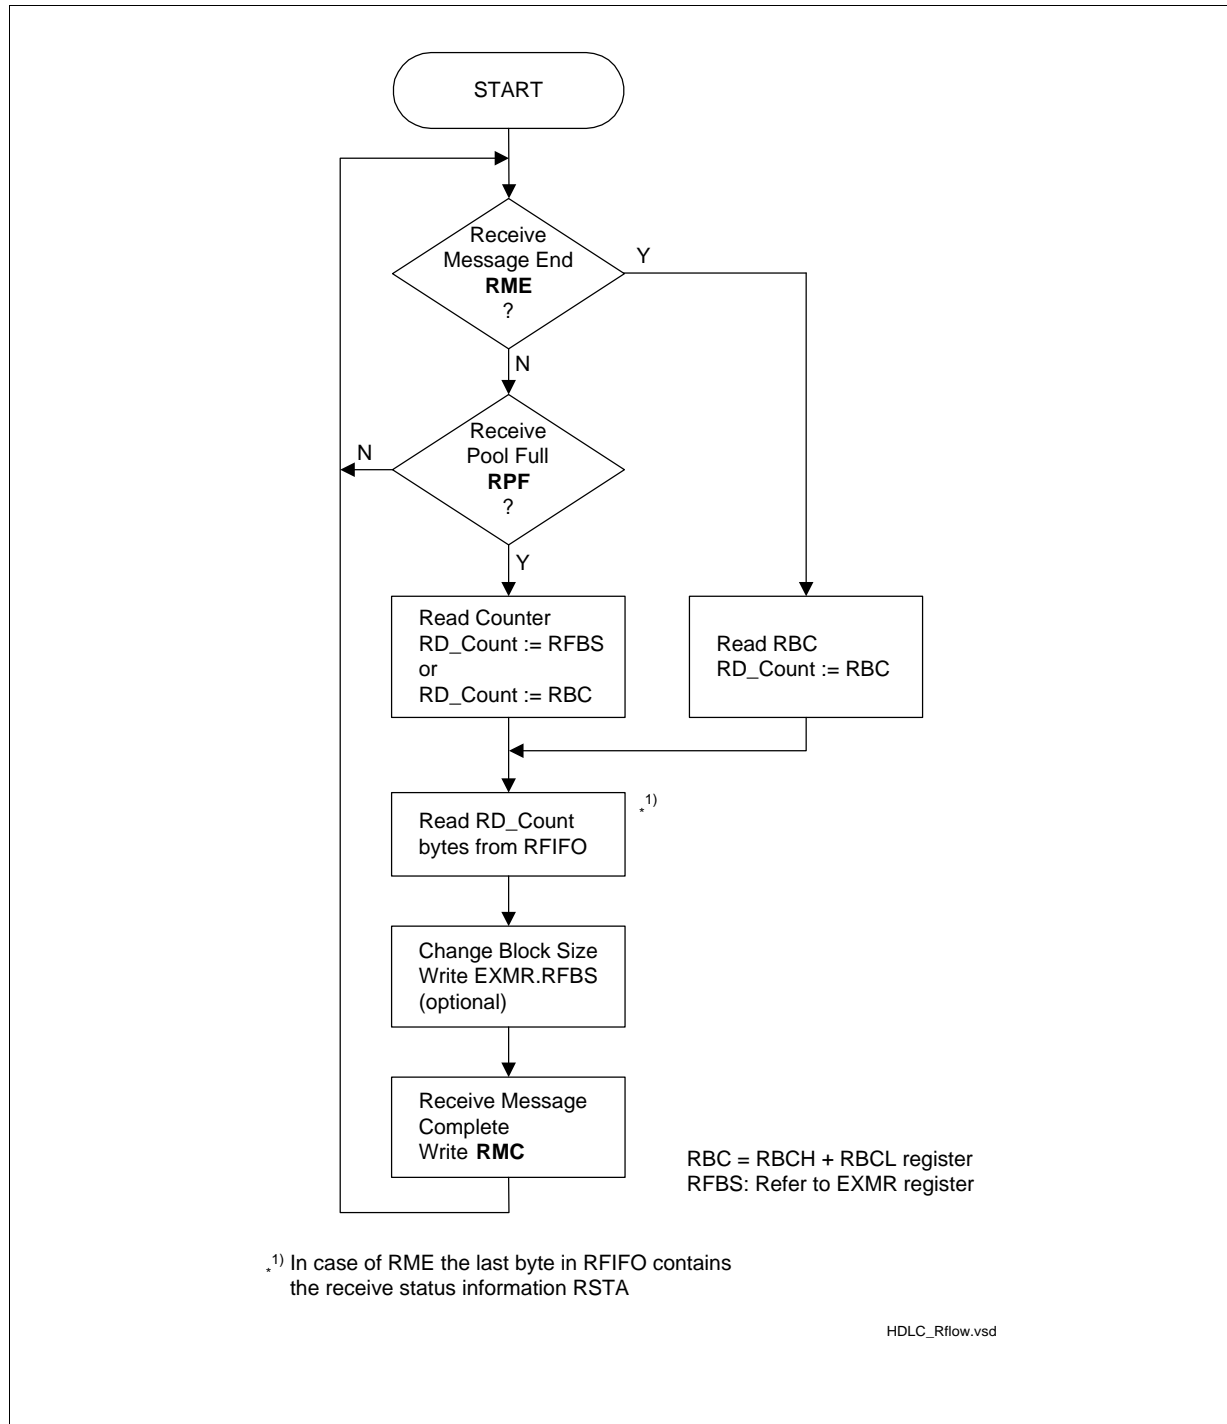 START
Receive
Message End
RME
?
Y
N
Receive
Pool Full
RPF
?
N
Y
Read Counter
RD_Count := RFBS
or
RD_Count := RBC
Read RBC
RD_Count := RBC
Read RD_Count
bytes from RFIFO
*1)
Change Block Size
Write EXMR.RFBS
(optional)
Receive Message
Complete
Write RMC
RBC = RBCH + RBCL register
RFBS: Refer to EXMR register
*1) In case of RME the last byte in RFIFO contains
the receive status information RSTA
HDLC_Rflow.vsd